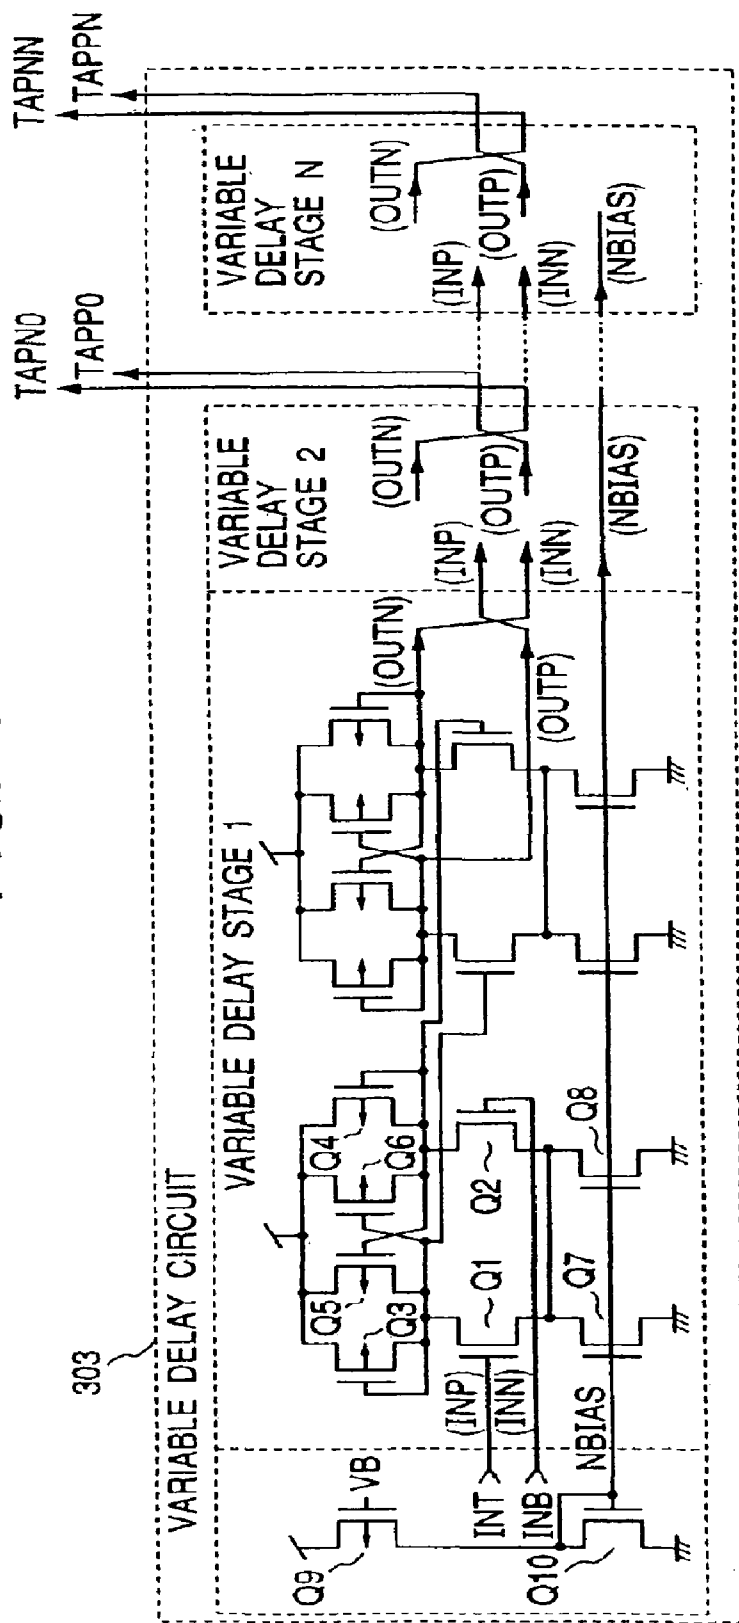 303
VARIABLE DELAY CIRCUIT
VARIABLE DELAY STAGE 1
VARIABLE
DELAY
STAGE 2
VARIABLE
DELAY
STAGE N
TAPN0
TAPP0
TAPNN
TAPPN
Q9
VB
Q10
INT
INB
NBIAS
(INP)
(INN)
Q5
Q3
Q4
Q6
Q1
Q2
Q7
Q8
(OUTN)
(OUTP)
(INP)
(INN)
(OUTN)
(OUTP)
(NBIAS)
(INP)
(INN)
(OUTN)
(OUTP)
(NBIAS)